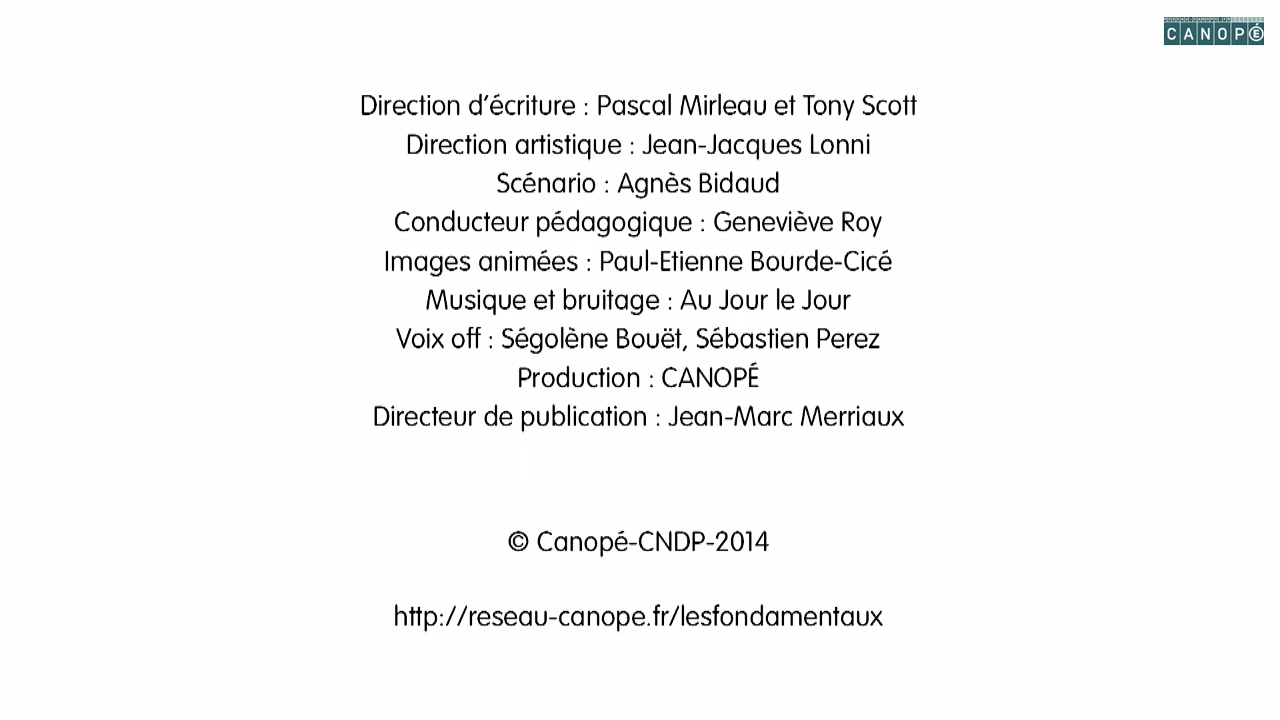 CANOPÉ
Direction d'écriture : Pascal Mirleau et Tony Scott
Direction artistique : Jean-Jacques Lonni
Scénario : Agnès Bidaud
Conducteur pédagogique : Geneviève Roy
Images animées : Paul-Etienne Bourde-Cicé
Musique et bruitage : Au Jour le Jour
Voix off : Ségolène Bouët, Sébastien Perez
Production : CANOPÉ
Directeur de publication : Jean-Marc Merriaux
© Canopé-CNDP-2014
http://reseau-canope.fr/lesfondamentaux